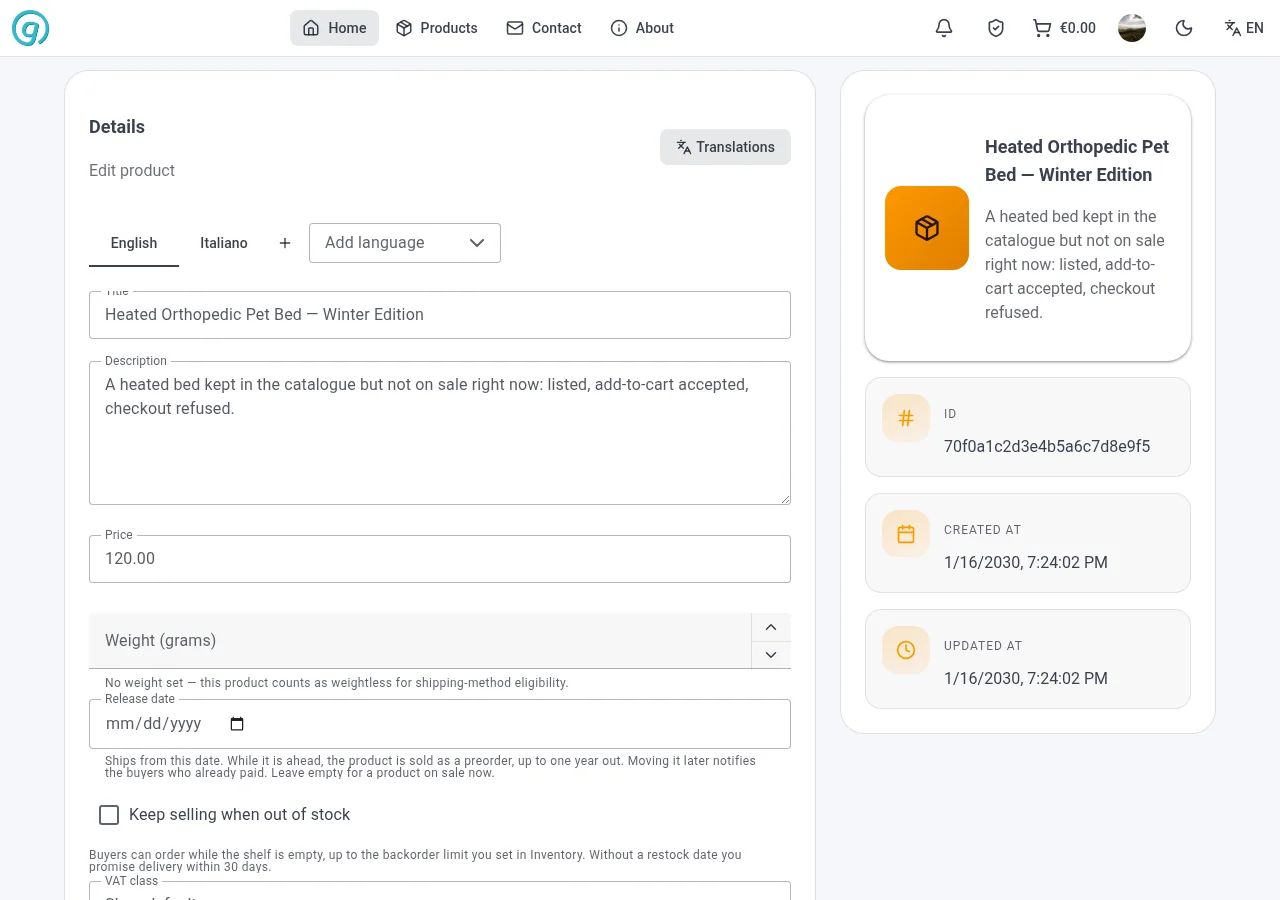 Home
Products
Contact
About
€0.00
EN
Details
Edit product
Translations
English
Italiano
Add language
Title
Heated Orthopedic Pet Bed — Winter Edition
Description
A heated bed kept in the catalogue but not on sale right now: listed, add-to-cart accepted,
checkout refused.
Price
120.00
Weight (grams)
No weight set — this product counts as weightless for shipping-method eligibility.
Release date
mm/dd/yyyy
Ships from this date. While it is ahead, the product is sold as a preorder, up to one year out. Moving it later notifies
the buyers who already paid. Leave empty for a product on sale now.
Keep selling when out of stock
Buyers can order while the shelf is empty, up to the backorder limit you set in Inventory. Without a restock date you
promise delivery within 30 days.
VAT class
Heated Orthopedic Pet
Bed — Winter Edition
A heated bed kept in the
catalogue but not on sale
right now: listed, add-to-
cart accepted, checkout
refused.
ID
70f0a1c2d3e4b5a6c7d8e9f5
CREATED AT
1/16/2030, 7:24:02 PM
UPDATED AT
1/16/2030, 7:24:02 PM